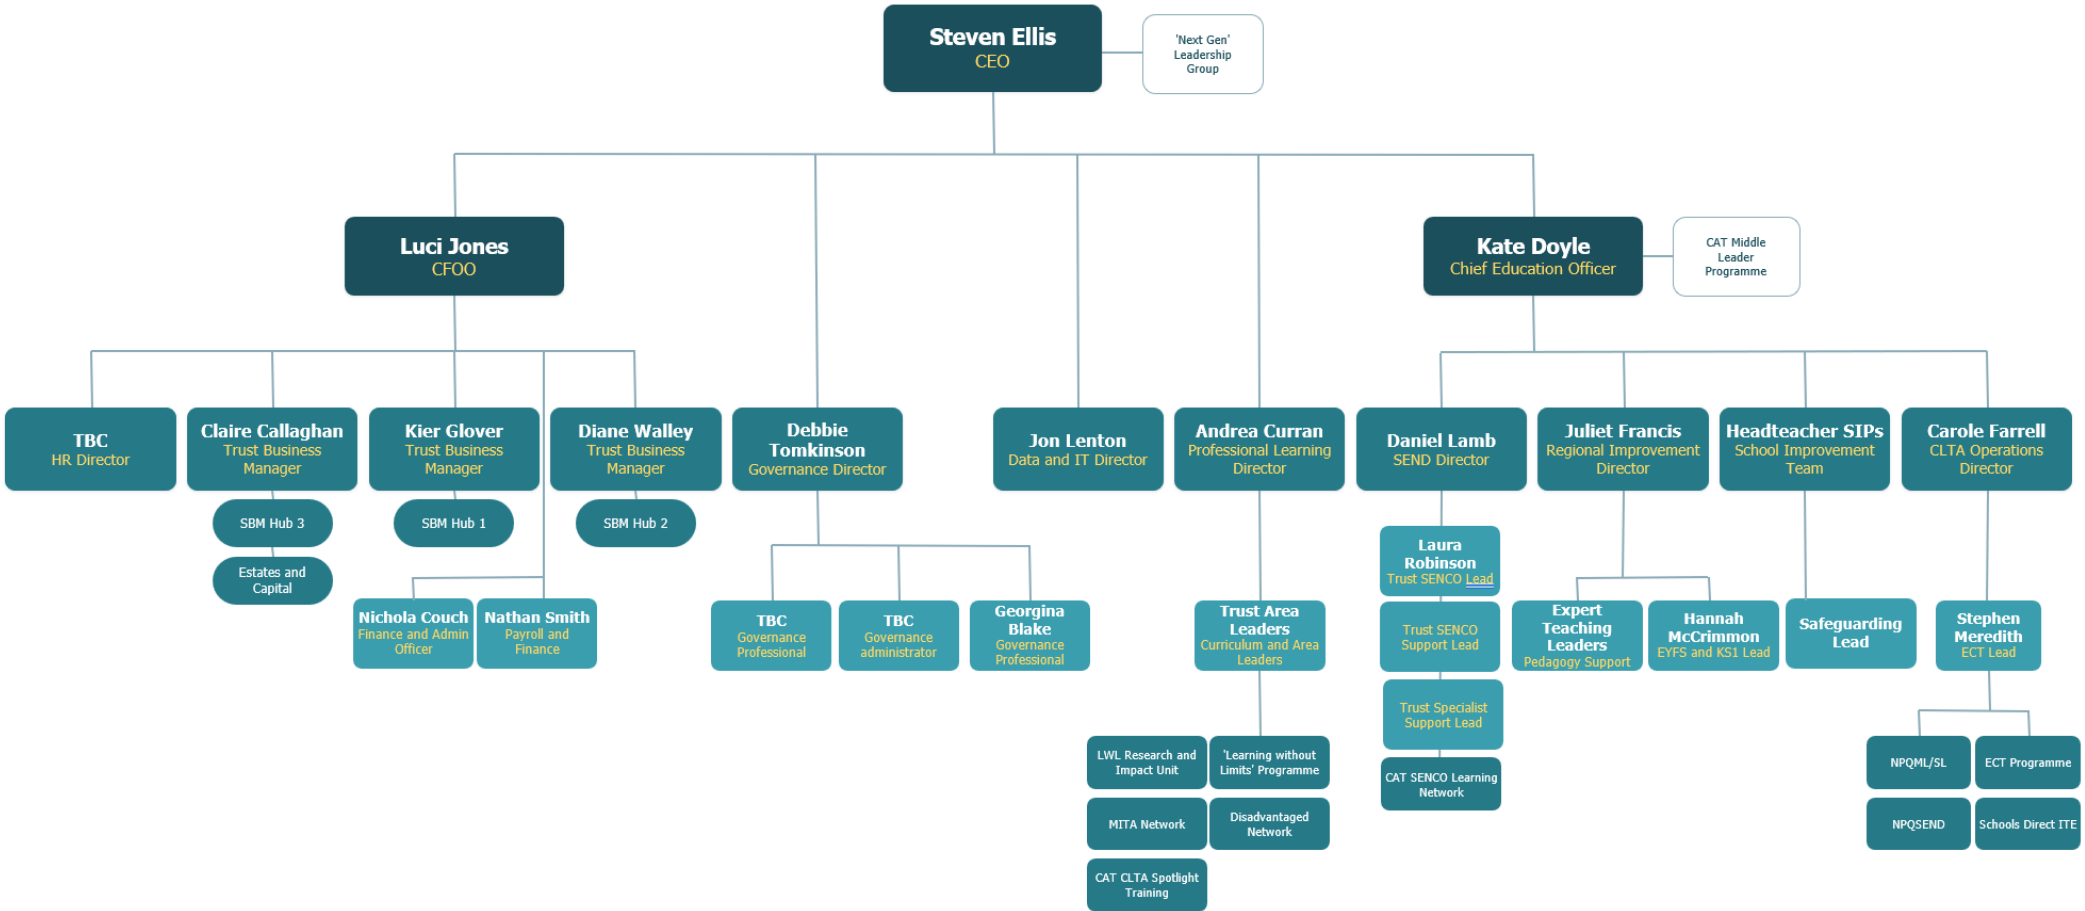 Steven Ellis
CEO
'Next Gen'
Leadership
Group
Luci Jones
CFOO
Kate Doyle
Chief Education Officer
CAT Middle
Leader
Programme
TBC
HR Director
Claire Callaghan
Trust Business
Manager
Kier Glover
Trust Business
Manager
Diane Walley
Trust Business
Manager
Debbie
Tomkinson
Governance Director
Jon Lenton
Data and IT Director
Andrea Curran
Professional Learning
Director
Daniel Lamb
SEND Director
Juliet Francis
Regional Improvement
Director
Headteacher SIPs
School Improvement
Team
Carole Farrell
CLTA Operations
Director
SBM Hub 3
SBM Hub 1
SBM Hub 2
Estates and
Capital
Nichola Couch
Finance and Admin
Officer
Nathan Smith
Payroll and
Finance
TBC
Governance
Professional
TBC
Governance
administrator
Georgina
Blake
Governance
Professional
Trust Area
Leaders
Curriculum and Area
Leaders
Laura
Robinson
Trust SENCO Lead
Trust SENCO
Support Lead
Trust Specialist
Support Lead
CAT SENCO Learning
Network
Expert
Teaching
Leaders
Pedagogy Support
Hannah
McCrimmon
EYFS and KS1 Lead
Safeguarding
Lead
Stephen
Meredith
ECT Lead
LWL Research and
Impact Unit
'Learning without
Limits' Programme
MITA Network
Disadvantaged
Network
CAT CLTA Spotlight
Training
NPQML/SL
ECT Programme
NPQSEND
Schools Direct ITE